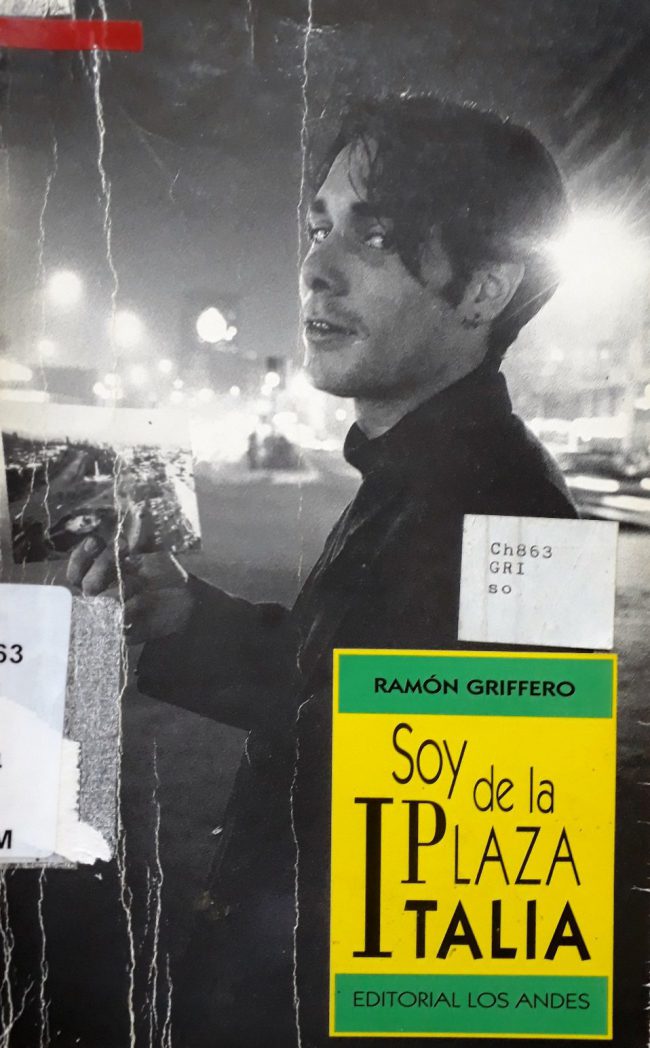 Ch863
GRI
so
63
M
RAMÓN GRIFFERO
Soy
de la
PLAZA
ITALIA
EDITORIAL LOS ANDES